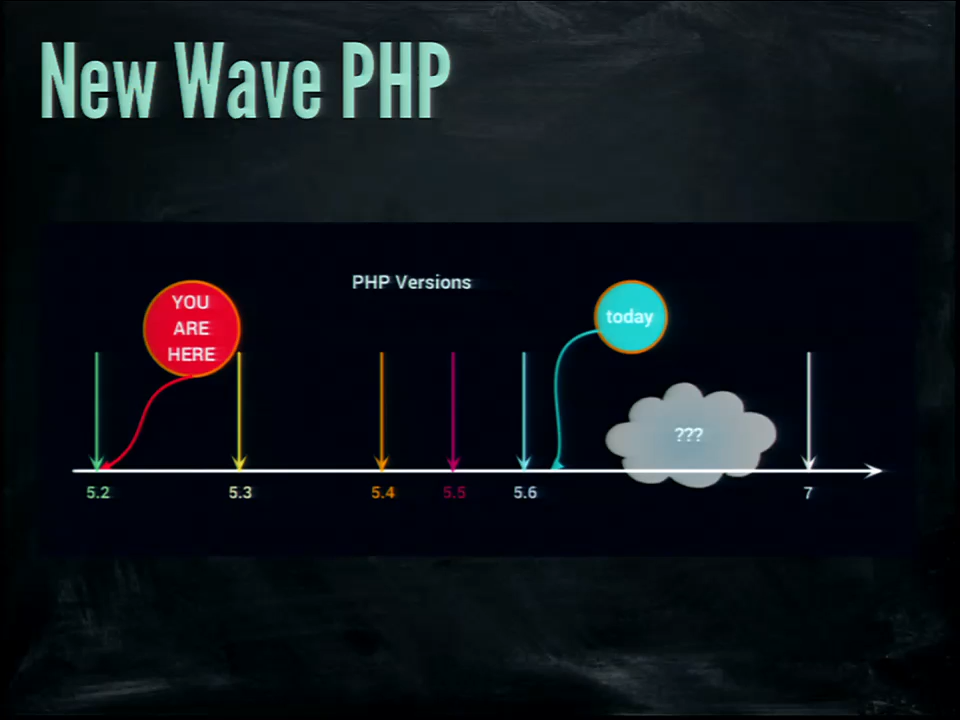 New Wave PHP
PHP Versions
YOU
ARE
HERE
today
???
5.2
5.3
5.4
5.5
5.6
7